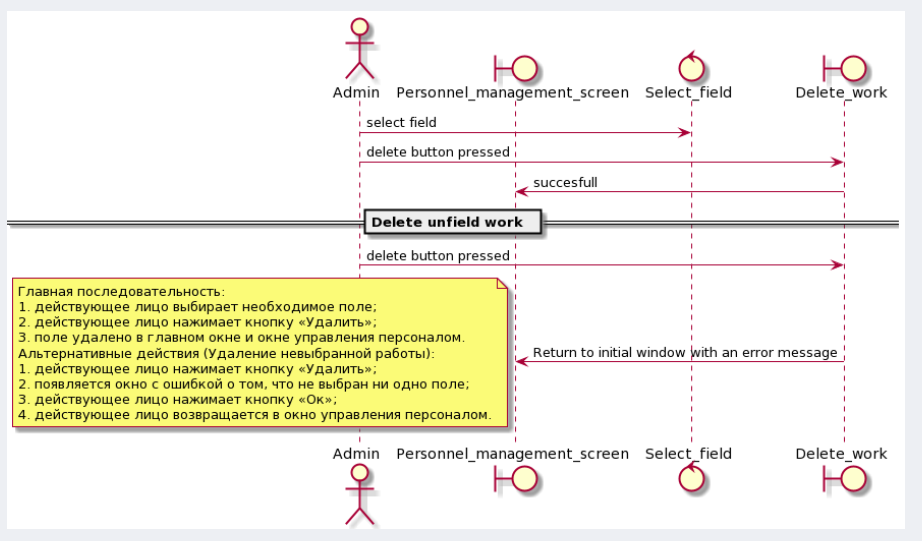 Admin
Personnel_management_screen
Select_field
Delete_work
select field
delete button pressed
succesfull
Delete unfield work
delete button pressed
Главная последовательность:
1. действующее лицо выбирает необходимое поле;
2. действующее лицо нажимает кнопку «Удалить»;
3. поле удалено в главном окне и окне управления персоналом.
Альтернативные действия (Удаление невыбранной работы):
1. действующее лицо нажимает кнопку «Удалить»;
2. появляется окно с ошибкой о том, что не выбран ни одно поле;
3. действующее лицо нажимает кнопку «Ок»;
4. действующее лицо возвращается в окно управления персоналом.
Return to initial window with an error message
Admin
Personnel_management_screen
Select_field
Delete_work